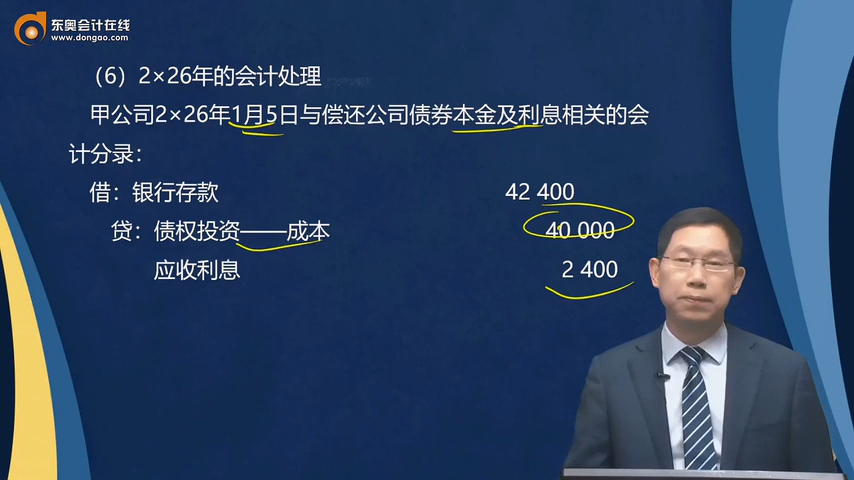 东奥会计在线
www.dongao.com
（6）2×26年的会计处理
甲公司2×26年1月5日与偿还公司债券本金及利息相关的会
计分录：
借：银行存款 42 400
贷：债权投资——成本 40 000
应收利息 2 400